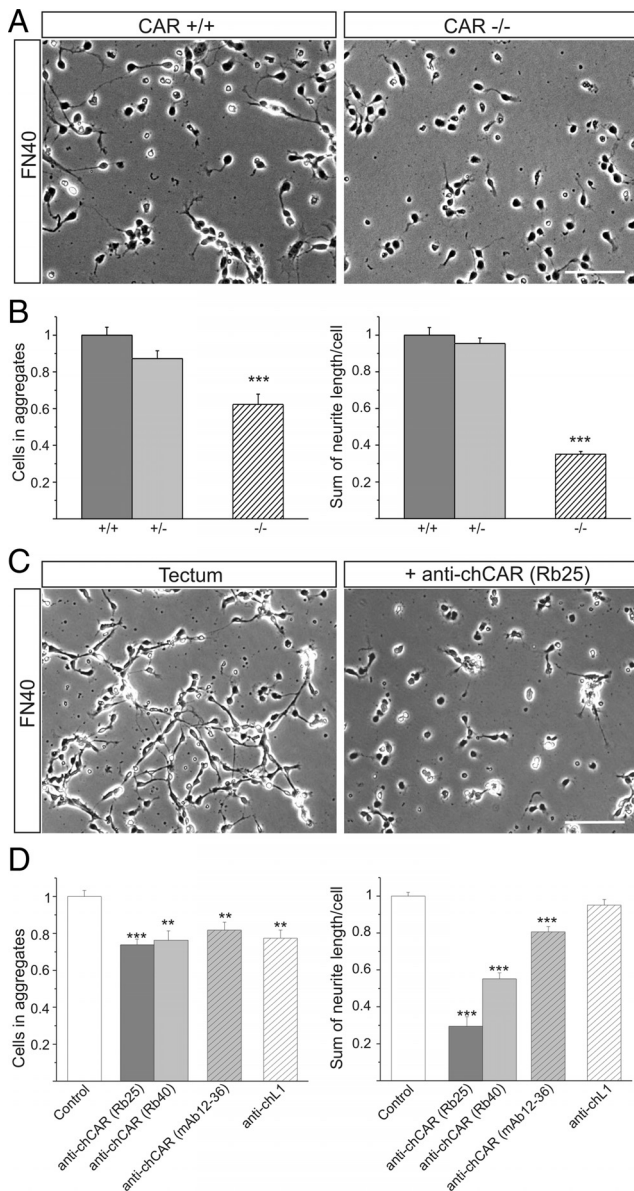 A
CAR +/+
CAR -/-
FN40
B
Cells in aggregates
1
0.8
0.6
0.4
0.2
***
+/+
+/-
-/-
Sum of neurite length/cell
1
0.8
0.6
0.4
0.2
***
+/+
+/-
-/-
C
Tectum
+ anti-chCAR (Rb25)
FN40
D
Cells in aggregates
1
0.8
0.6
0.4
0.2
***
**
**
**
Control
anti-chCAR (Rb25)
anti-chCAR (Rb40)
anti-chCAR (mAb12-36)
anti-chL1
Sum of neurite length/cell
1
0.8
0.6
0.4
0.2
***
***
***
Control
anti-chCAR (Rb25)
anti-chCAR (Rb40)
anti-chCAR (mAb12-36)
anti-chL1